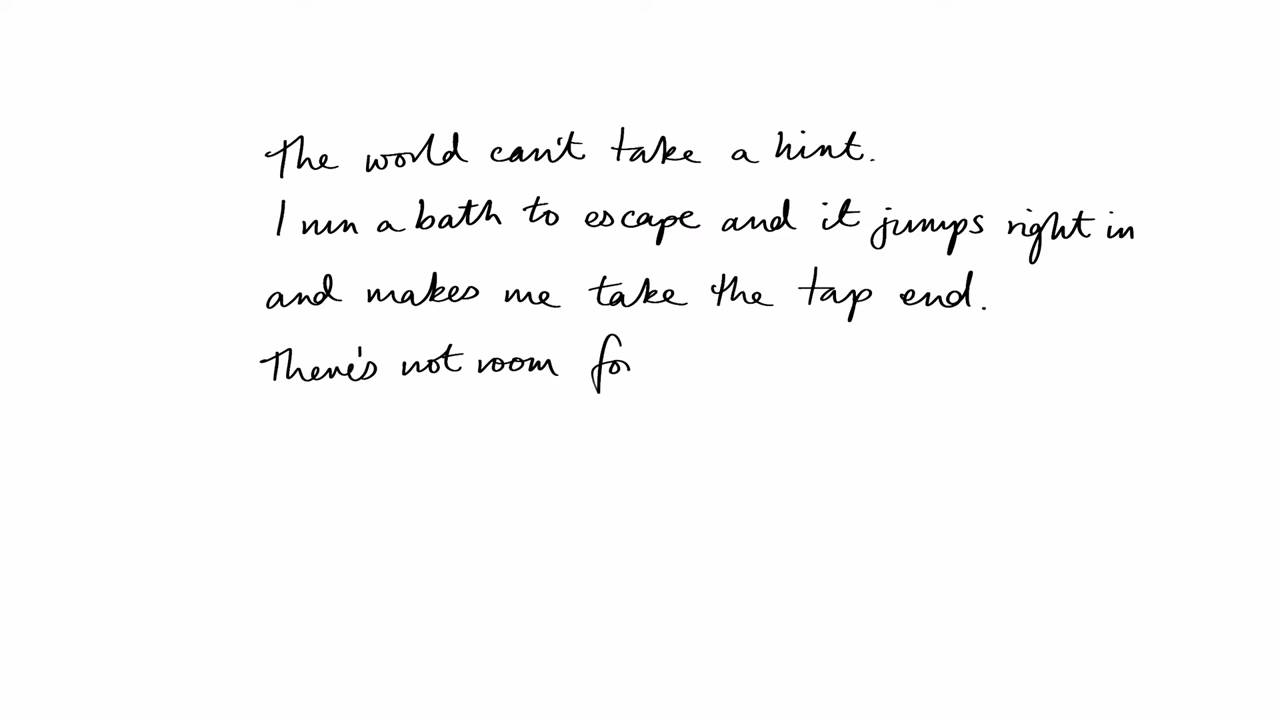 The world can't take a hint.
I run a bath to escape and it jumps right in
and makes me take the tap end.
There's not room fo